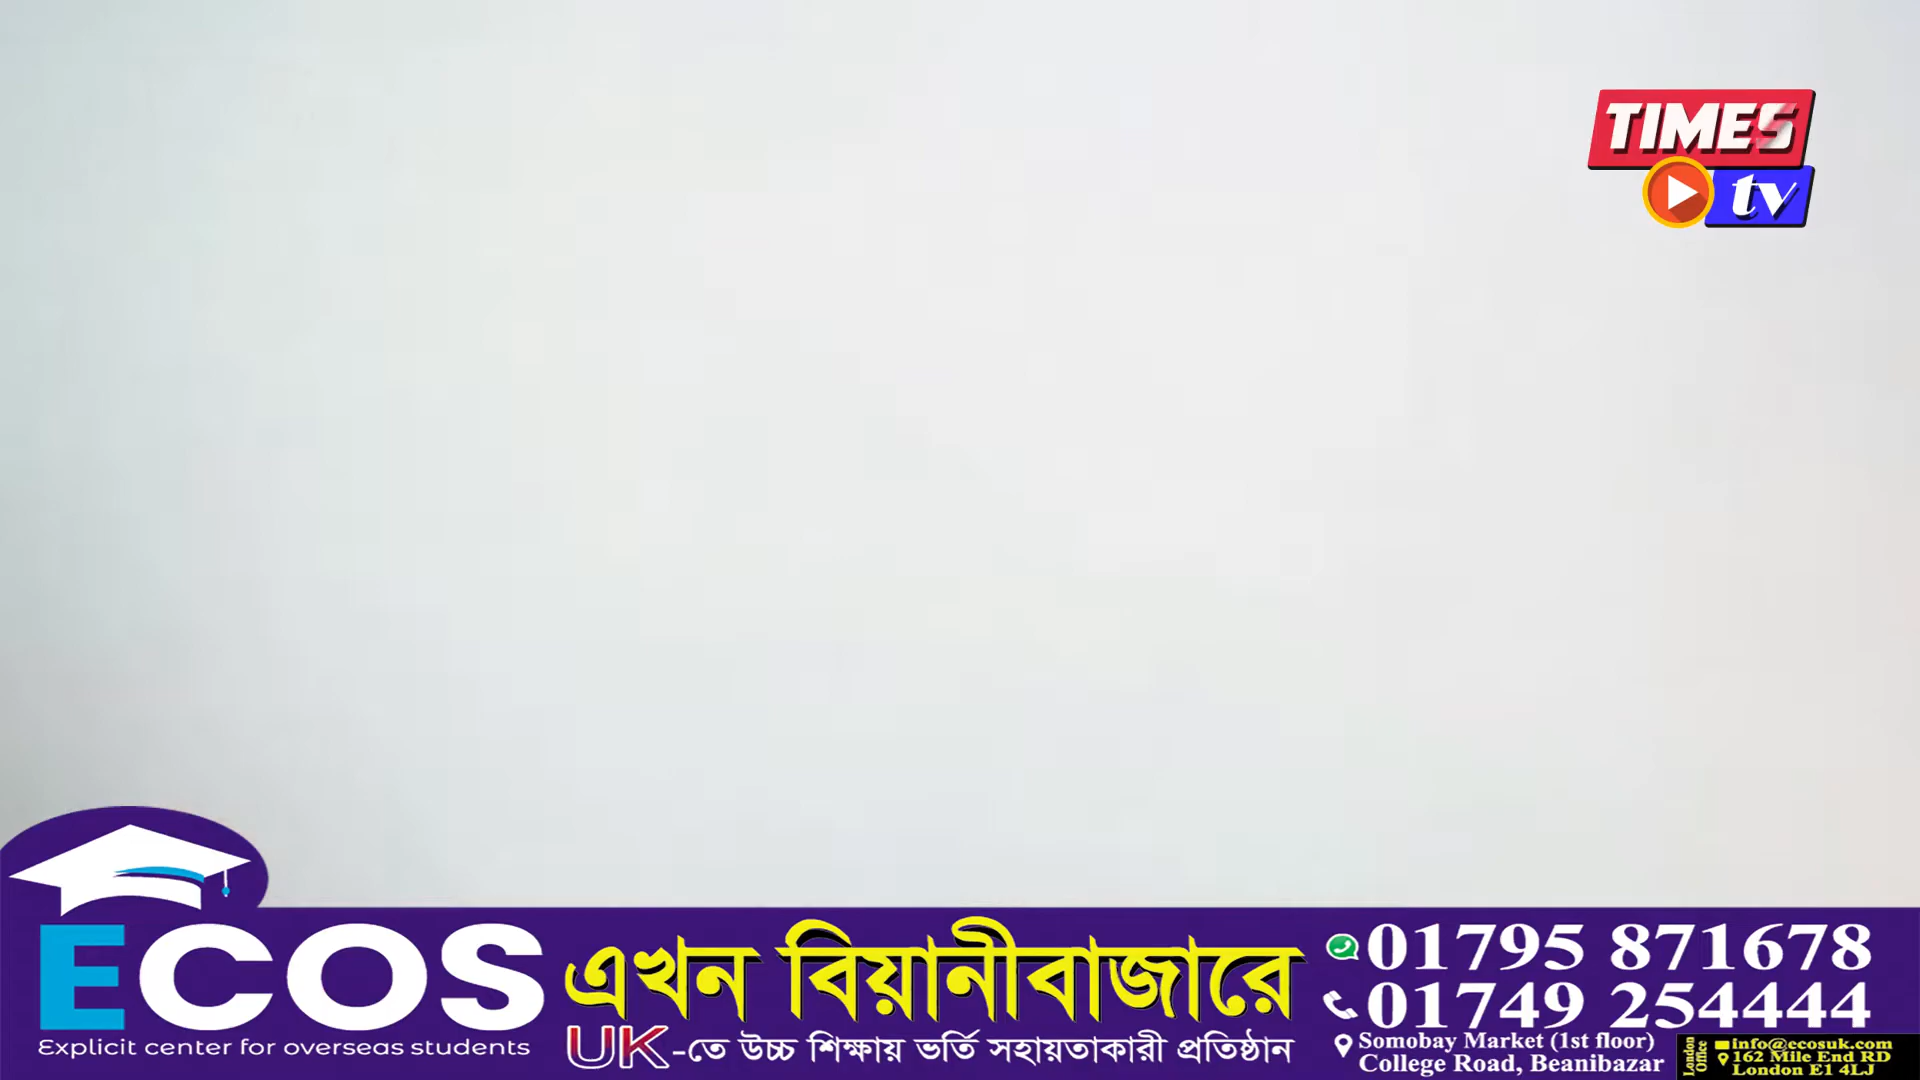 TIMES
tv
ECOS
Explicit center for overseas students
এখন বিয়ানীবাজারে
UK-তে উচ্চ শিক্ষায় ভর্তি সহায়তাকারী প্রতিষ্ঠান
01795 871678
01749 254444
Somobay Market (1st floor)
College Road, Beanibazar
London Office
info@ecosuk.com
162 Mile End RD
London E1 4LJ